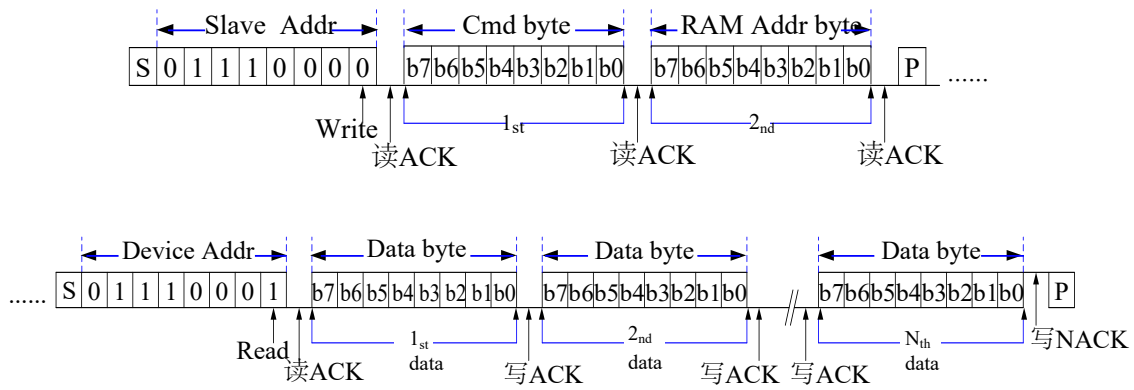 Slave Addr Cmd byte RAM Addr byte
S 0 1 1 1 0 0 0 0 b7 b6 b5 b4 b3 b2 b1 b0 b7 b6 b5 b4 b3 b2 b1 b0 P ......
Write 1st 2nd
读ACK 读ACK 读ACK
Device Addr Data byte Data byte Data byte
...... S 0 1 1 1 0 0 0 1 b7 b6 b5 b4 b3 b2 b1 b0 b7 b6 b5 b4 b3 b2 b1 b0 // b7 b6 b5 b4 b3 b2 b1 b0 P
Read 1st 2nd Nth 写NACK
data data data
读ACK 写ACK 写ACK 写ACK